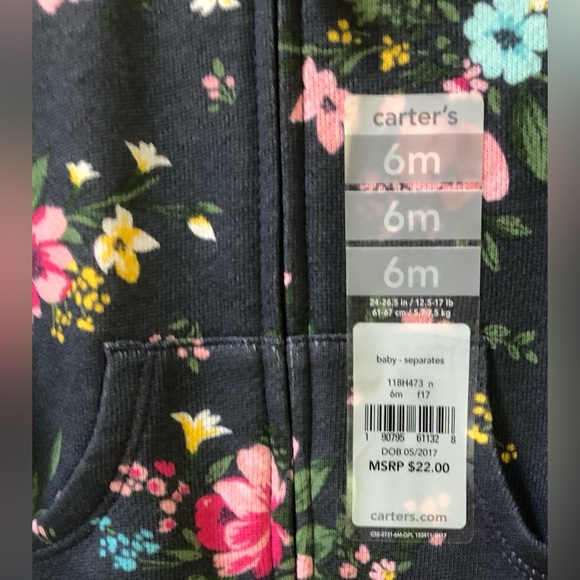 carter's
6m
6m
6m
24-26.5 in / 12.5-17 lb
61-67 cm / 5.7-7.5 kg
baby - separates
118H473 n
6m f17
1 90795 61132 8
DOB 05/2017
MSRP $22.00
carters.com